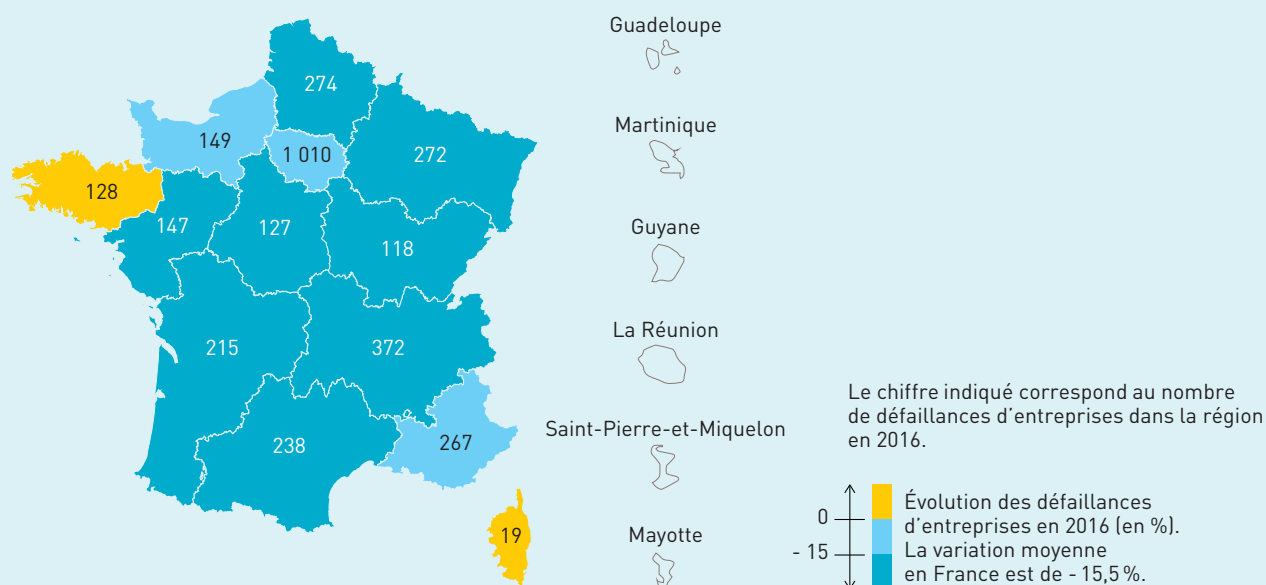 Guadeloupe
274
Martinique
149
1 010
272
128
147
127
118
Guyane
La Réunion
215
372
Le chiffre indiqué correspond au nombre
de défaillances d’entreprises dans la région
en 2016.
Saint-Pierre-et-Miquelon
238
267
19
Mayotte
0
- 15
Évolution des défaillances
d’entreprises en 2016 (en %).
La variation moyenne
en France est de - 15,5 %.